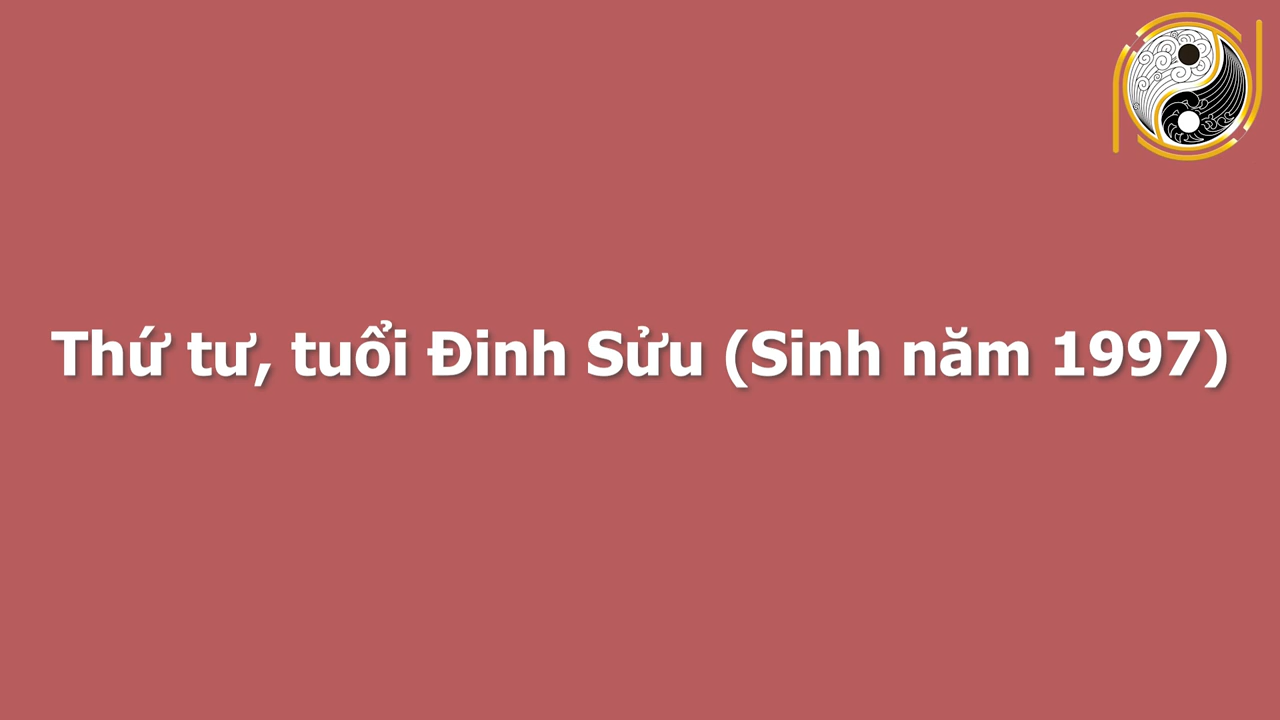 Thứ tư, tuổi Đinh Sửu (Sinh năm 1997)